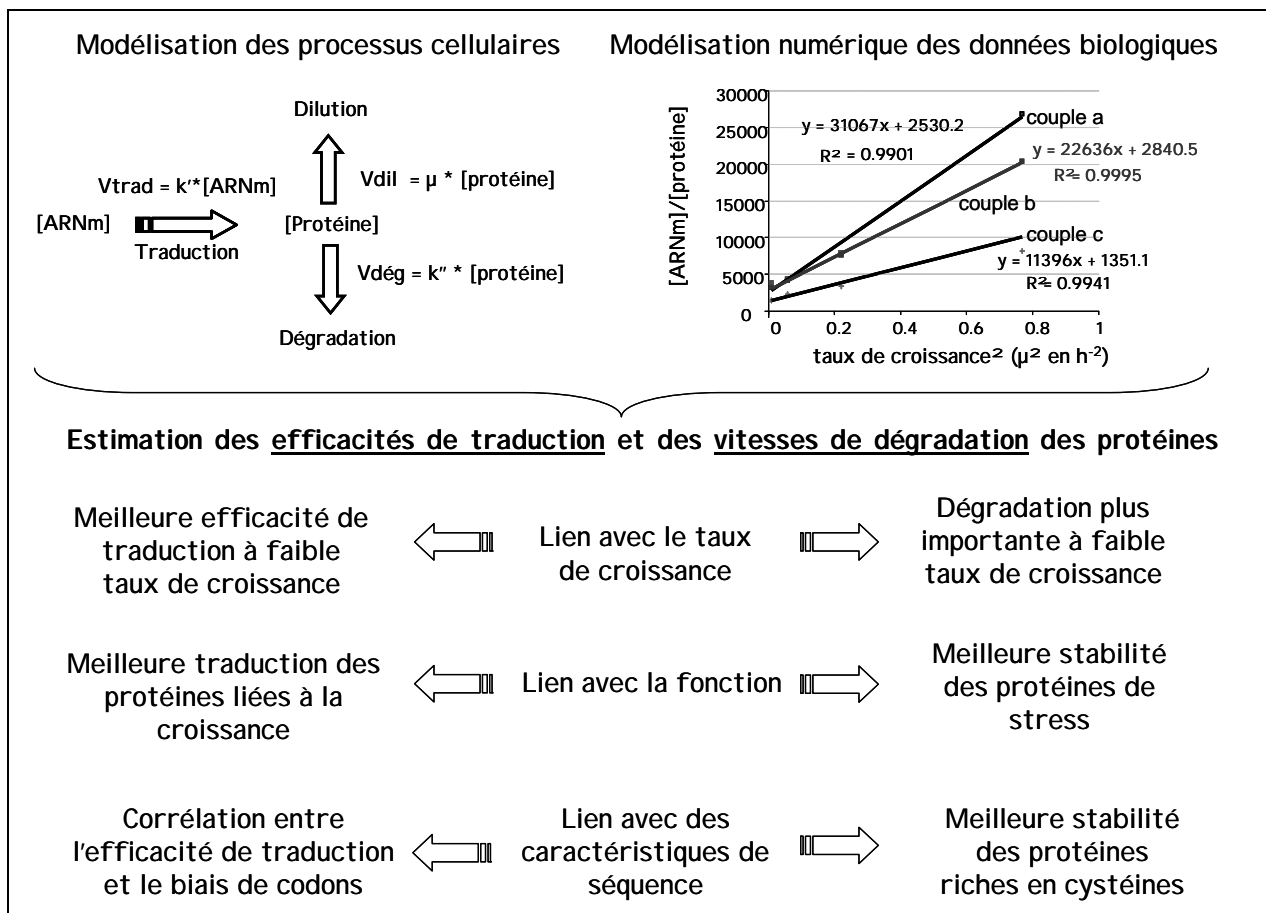 Modélisation des processus cellulaires
Modélisation numérique des données biologiques
Dilution
Vtrad = k'*[ARNm]
Vdil = µ * [protéine]
[ARNm]
[Protéine]
Traduction
Vdég = k'' * [protéine]
Dégradation
[ARNm]/[protéine]
30000
25000
20000
15000
10000
5000
0
y = 31067x + 2530.2
R² = 0.9901
couple a
y = 22636x + 2840.5
R²= 0.9995
couple b
couple c
y = 11396x + 1351.1
R²= 0.9941
0 0.2 0.4 0.6 0.8 1
taux de croissance² (µ² en h-2)
Estimation des efficacités de traduction et des vitesses de dégradation des protéines
Meilleure efficacité de
traduction à faible
taux de croissance
Lien avec le taux
de croissance
Dégradation plus
importante à faible
taux de croissance
Meilleure traduction des
protéines liées à la
croissance
Lien avec la fonction
Meilleure stabilité
des protéines de
stress
Corrélation entre
l'efficacité de traduction
et le biais de codons
Lien avec des
caractéristiques de
séquence
Meilleure stabilité
des protéines
riches en cystéines